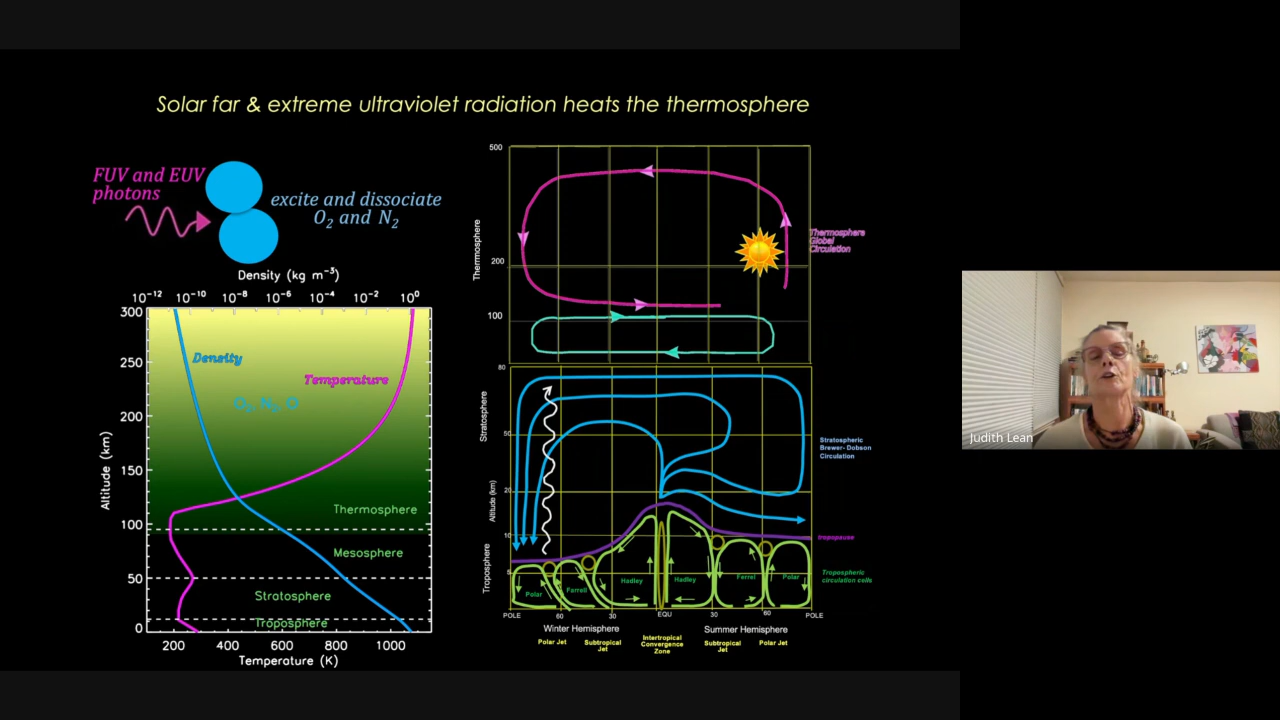 Solar far & extreme ultraviolet radiation heats the thermosphere
FUV and EUV
photons
excite and dissociate
O₂ and N₂
Density (kg m⁻³)
10⁻¹² 10⁻¹⁰ 10⁻⁸ 10⁻⁶ 10⁻⁴ 10⁻² 10⁰
300
250
200
150
100
50
0
Altitude (km)
Density
Temperature
O₂, N₂, O
Thermosphere
Mesosphere
Stratosphere
Troposphere
200 400 600 800 1000
Temperature (K)
500
200
100
Thermosphere
Thermosphere
Global
Circulation
80
50
20
10
5
Stratosphere
Altitude (km)
Troposphere
Stratospheric
Brewer- Dobson
Circulation
tropopause
Tropospheric
circulation cells
Polar
Ferrell
Hadley
Hadley
Ferrel
Polar
POLE 60 30 EQU 30 60 POLE
Winter Hemisphere
Summer Hemisphere
Polar Jet
Subtropical
Jet
Intertropical
Convergence
Zone
Subtropical
Jet
Polar Jet
Judith Lean